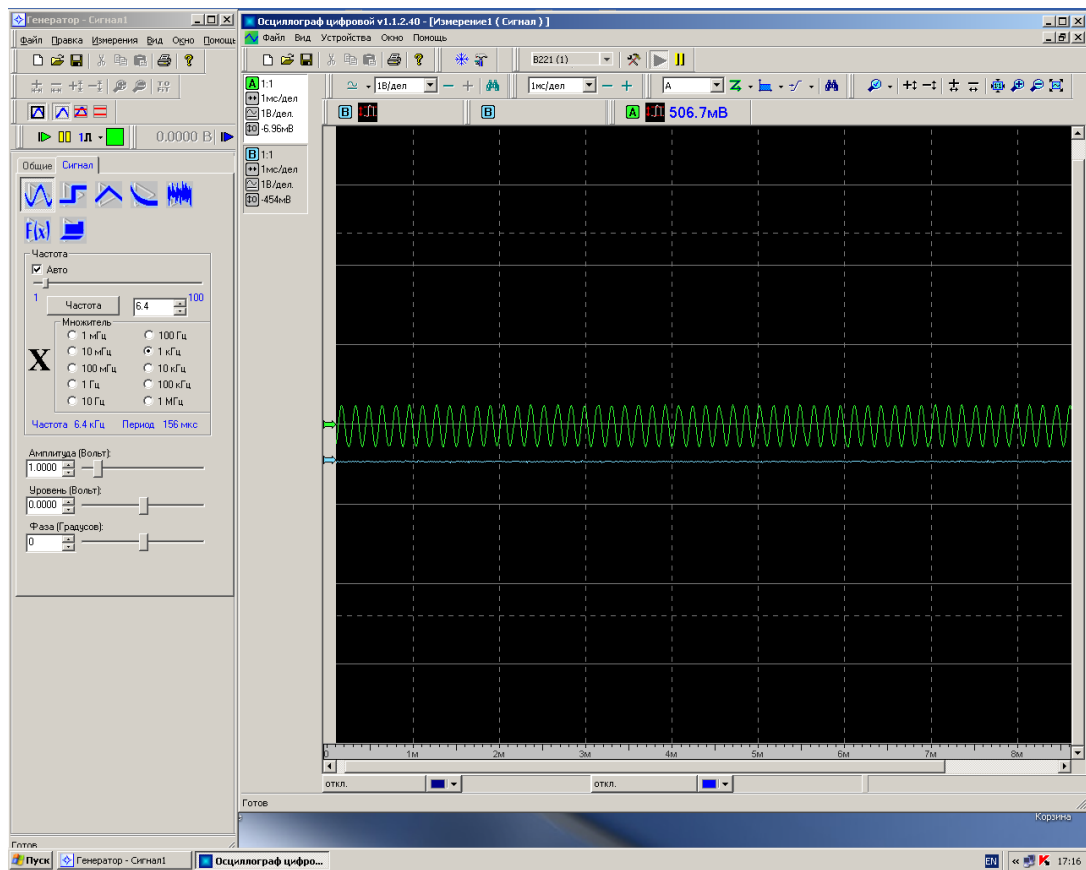 Генератор - Сигнал1
Файл Правка Измерения Вид Окно Помощь
0.0000 В
Общие Сигнал
F(x)
Частота
Авто
1 100
Частота 6.4
Множитель
X
1 мГц 100 Гц
10 мГц 1 кГц
100 мГц 10 кГц
1 Гц 100 кГц
10 Гц 1 МГц
Частота 6.4 кГц Период 156 мкс
Амплитуда (Вольт):
1.0000
Уровень (Вольт):
0.0000
Фаза (Градусов):
0
Готов
Осциллограф цифровой v1.1.2.40 - [Измерение1 ( Сигнал ) ]
Файл Вид Устройства Окно Помощь
B221 (1)
A 1:1
1мс/дел
1В/дел.
-6.96мВ
B 1:1
1мс/дел
1В/дел.
-454мВ
1В/дел 1мс/дел A
B B A 506.7мВ
0 1м 2м 3м 4м 5м 6м 7м 8м
откл. откл.
Готов
Корзина
Пуск Генератор - Сигнал1 Осциллограф цифро... EN « K 17:16